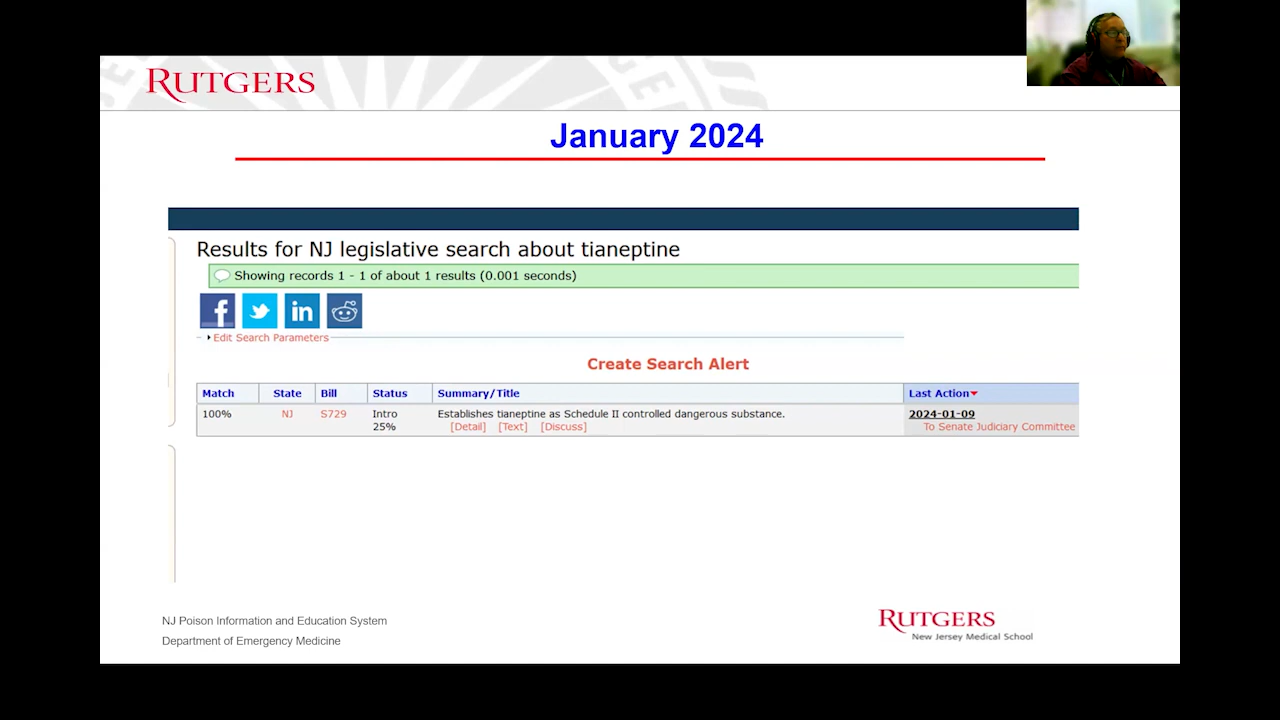 RUTGERS
January 2024
Results for NJ legislative search about tianeptine
Showing records 1 - 1 of about 1 results (0.001 seconds)
Edit Search Parameters
Create Search Alert
Match State Bill Status Summary/Title Last Action
100% NJ S729 Intro Establishes tianeptine as Schedule II controlled dangerous substance. 2024-01-09
25% [Detail] [Text] [Discuss] To Senate Judiciary Committee
NJ Poison Information and Education System
Department of Emergency Medicine
RUTGERS
New Jersey Medical School